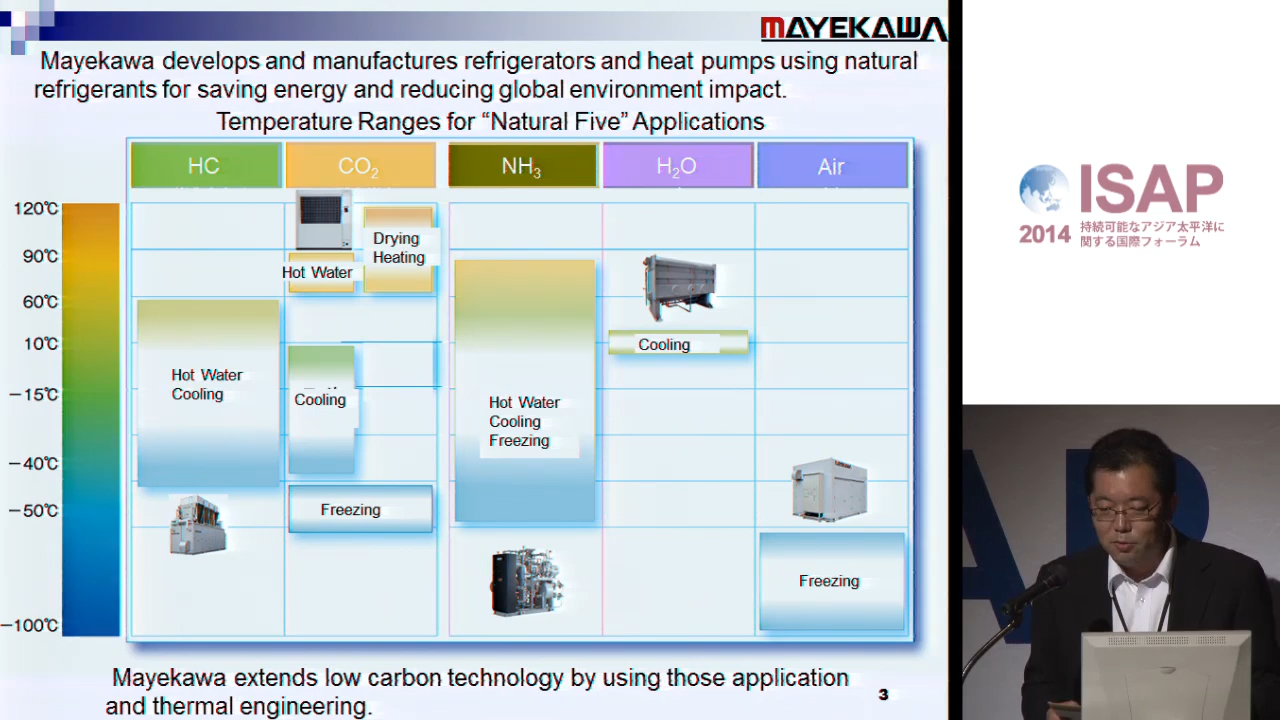 MAYEKAWA
Mayekawa develops and manufactures refrigerators and heat pumps using natural
refrigerants for saving energy and reducing global environment impact.
Temperature Ranges for “Natural Five” Applications
HC
CO₂
NH₃
H₂O
Air
120℃
90℃
60℃
10℃
−15℃
−40℃
−50℃
−100℃
Drying
Heating
Hot Water
Hot Water
Cooling
Cooling
Freezing
Hot Water
Cooling
Freezing
Cooling
Freezing
Mayekawa extends low carbon technology by using those application
and thermal engineering.
3
ISAP
2014
持続可能なアジア太平洋に
関する国際フォーラム